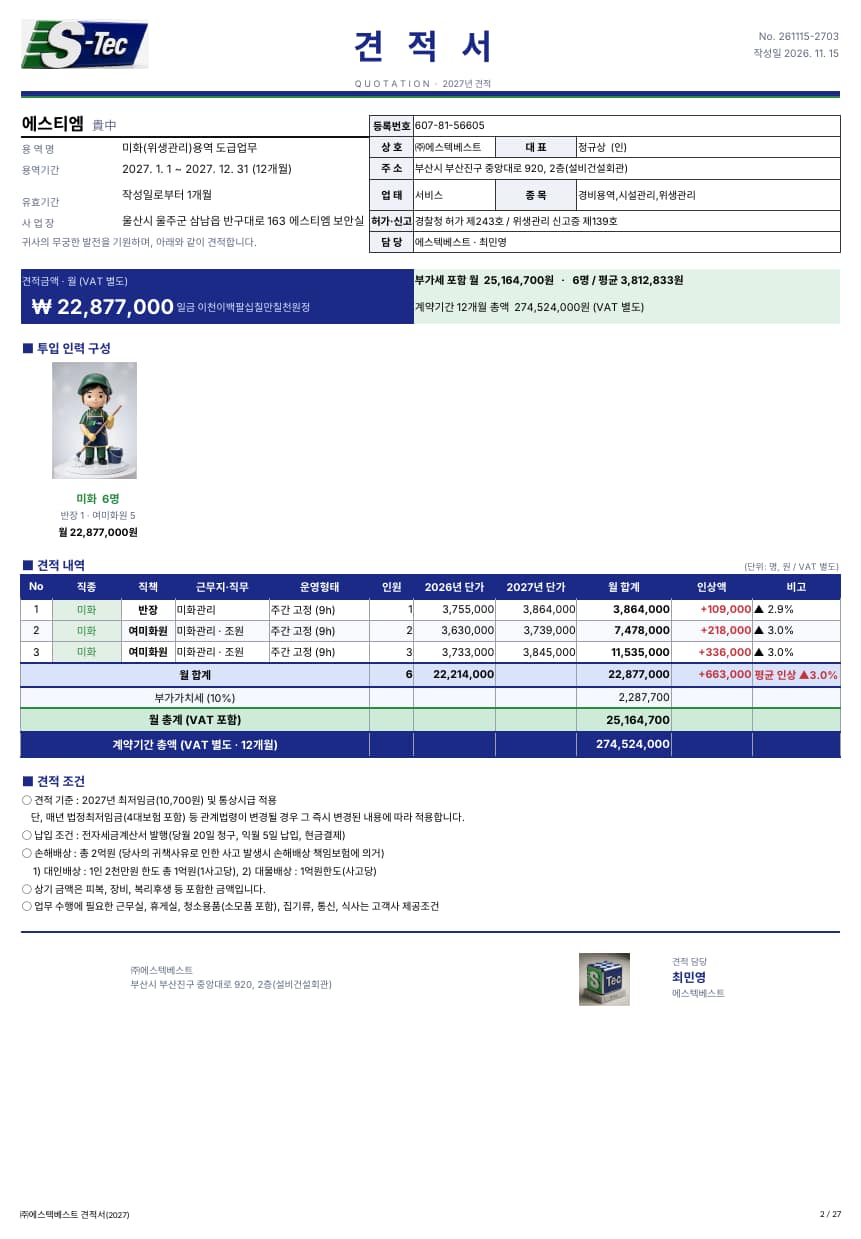 S-Tec
견 적 서
QUOTATION · 2027년 견적
No. 261115-2703
작성일 2026. 11. 15
에스티엠 貴中
용 역 명 미화(위생관리)용역 도급업무
용역기간 2027. 1. 1 ~ 2027. 12. 31 (12개월)
유효기간 작성일로부터 1개월
사 업 장 울산시 울주군 삼남읍 반구대로 163 에스티엠 보안실
귀사의 무궁한 발전을 기원하며, 아래와 같이 견적합니다.
등록번호 607-81-56605
상 호 ㈜에스텍베스트 대 표 정규상 (인)
주 소 부산시 부산진구 중앙대로 920, 2층(설비건설회관)
업 태 서비스 종 목 경비용역,시설관리,위생관리
허가·신고 경찰청 허가 제243호 / 위생관리 신고증 제139호
담 당 에스텍베스트 · 최민영
견적금액 · 월 (VAT 별도)
₩ 22,877,000 일금 이천이백팔십칠만칠천원정
부가세 포함 월 25,164,700원 · 6명 / 평균 3,812,833원
계약기간 12개월 총액 274,524,000원 (VAT 별도)
■ 투입 인력 구성
미화 6명
반장 1 · 여미화원 5
월 22,877,000원
■ 견적 내역 (단위: 명, 원 / VAT 별도)
No 직종 직책 근무지·직무 운영형태 인원 2026년 단가 2027년 단가 월 합계 인상액 비고
1 미화 반장 미화관리 주간 고정 (9h) 1 3,755,000 3,864,000 3,864,000 +109,000 ▲ 2.9%
2 미화 여미화원 미화관리 · 조원 주간 고정 (9h) 2 3,630,000 3,739,000 7,478,000 +218,000 ▲ 3.0%
3 미화 여미화원 미화관리 · 조원 주간 고정 (9h) 3 3,733,000 3,845,000 11,535,000 +336,000 ▲ 3.0%
월 합계 6 22,214,000 22,877,000 +663,000 평균 인상 ▲3.0%
부가가치세 (10%) 2,287,700
월 총계 (VAT 포함) 25,164,700
계약기간 총액 (VAT 별도 · 12개월) 274,524,000
■ 견적 조건
○ 견적 기준 : 2027년 최저임금(10,700원) 및 통상시급 적용
단, 매년 법정최저임금(4대보험 포함) 등 관계법령이 변경될 경우 그 즉시 변경된 내용에 따라 적용합니다.
○ 납입 조건 : 전자세금계산서 발행(당월 20일 청구, 익월 5일 납입, 현금결제)
○ 손해배상 : 총 2억원 (당사의 귀책사유로 인한 사고 발생시 손해배상 책임보험에 의거)
1) 대인배상 : 1인 2천만원 한도 총 1억원(1사고당), 2) 대물배상 : 1억원한도(사고당)
○ 상기 금액은 피복, 장비, 복리후생 등 포함한 금액입니다.
○ 업무 수행에 필요한 근무실, 휴게실, 청소용품(소모품 포함), 집기류, 통신, 식사는 고객사 제공조건
㈜에스텍베스트
부산시 부산진구 중앙대로 920, 2층(설비건설회관)
S Tec
견적 담당
최민영
에스텍베스트
㈜에스텍베스트 견적서(2027)
2 / 27